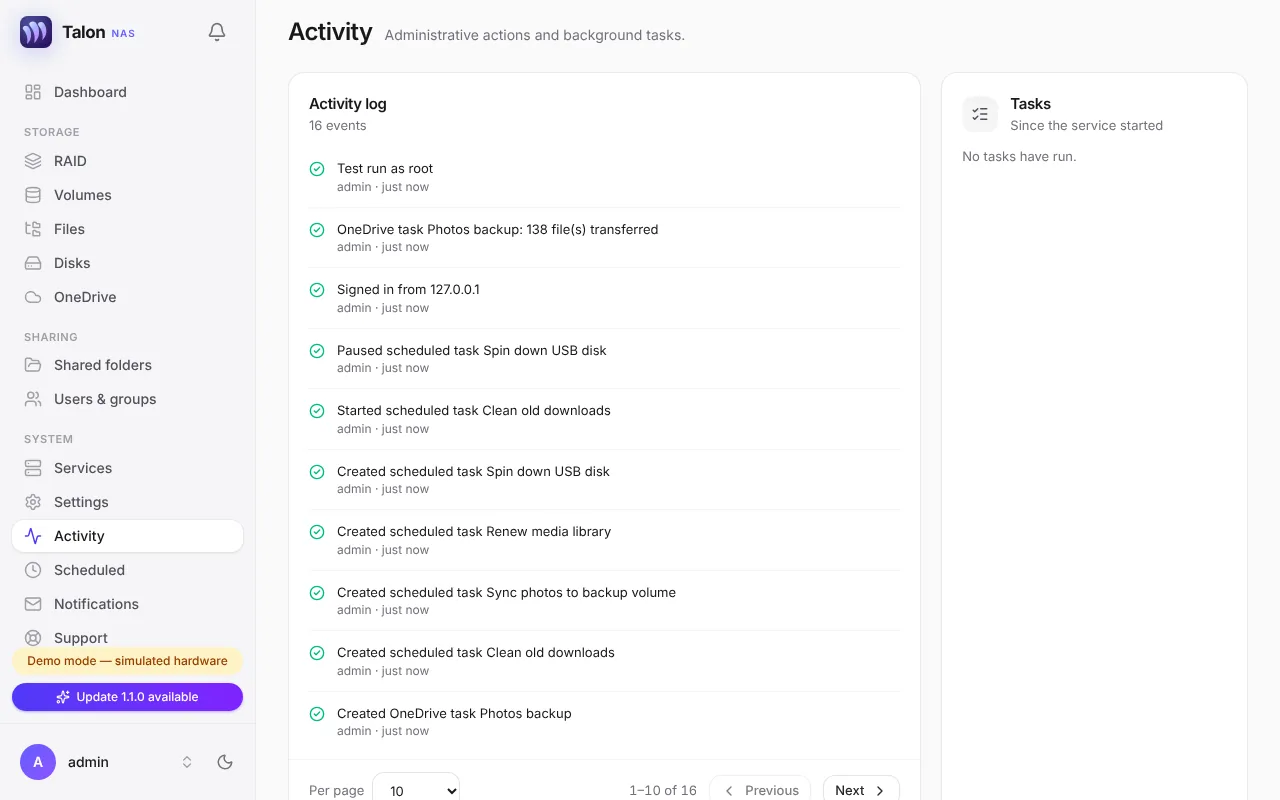 Talon NAS
Dashboard
STORAGE
RAID
Volumes
Files
Disks
OneDrive
SHARING
Shared folders
Users & groups
SYSTEM
Services
Settings
Activity
Scheduled
Notifications
Support
Demo mode — simulated hardware
Update 1.1.0 available
A
admin
Activity
Administrative actions and background tasks.
Activity log
16 events
Test run as root
admin · just now
OneDrive task Photos backup: 138 file(s) transferred
admin · just now
Signed in from 127.0.0.1
admin · just now
Paused scheduled task Spin down USB disk
admin · just now
Started scheduled task Clean old downloads
admin · just now
Created scheduled task Spin down USB disk
admin · just now
Created scheduled task Renew media library
admin · just now
Created scheduled task Sync photos to backup volume
admin · just now
Created scheduled task Clean old downloads
admin · just now
Created OneDrive task Photos backup
admin · just now
Per page
10
1–10 of 16
Previous
Next
Tasks
Since the service started
No tasks have run.